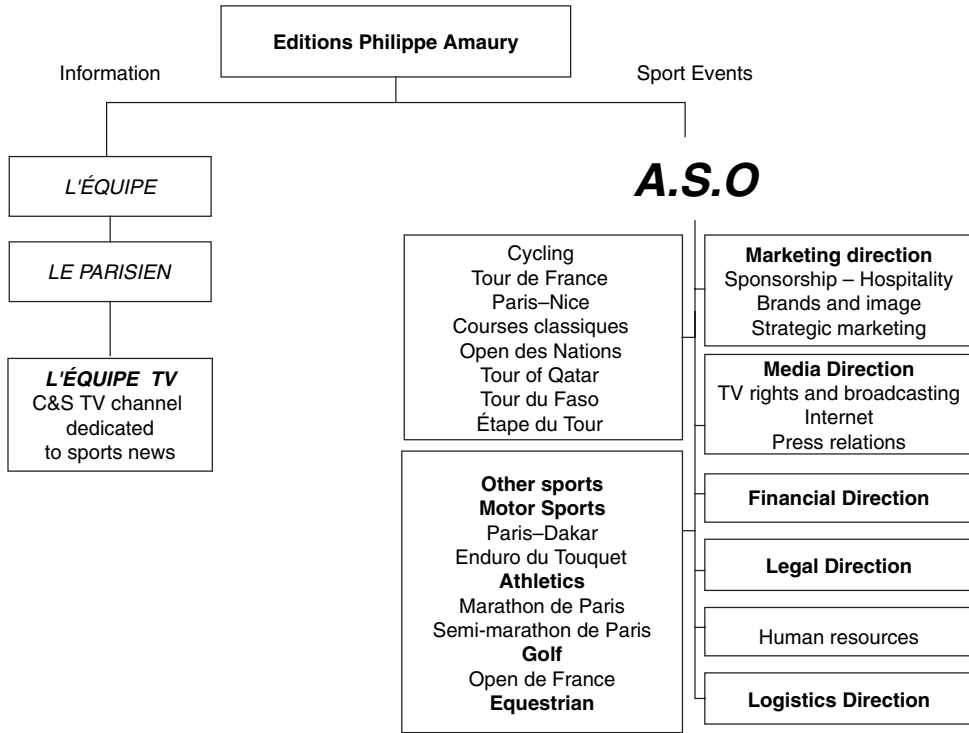 Editions Philippe Amaury
Information
Sport Events
L'ÉQUIPE
LE PARISIEN
L'ÉQUIPE TV
C&S TV channel
dedicated
to sports news
A.S.O
Cycling
Tour de France
Paris–Nice
Courses classiques
Open des Nations
Tour of Qatar
Tour du Faso
Étape du Tour
Other sports
Motor Sports
Paris–Dakar
Enduro du Touquet
Athletics
Marathon de Paris
Semi-marathon de Paris
Golf
Open de France
Equestrian
Marketing direction
Sponsorship – Hospitality
Brands and image
Strategic marketing
Media Direction
TV rights and broadcasting
Internet
Press relations
Financial Direction
Legal Direction
Human resources
Logistics Direction